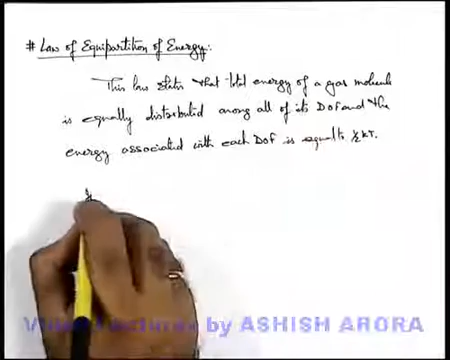 # Law of Equipartition of Energy:
This law states that total energy of a gas molecule
is equally distributed among all of its DOF and the
energy associated with each DOF is equal to ½ KT.
Video Lectures by ASHISH ARORA